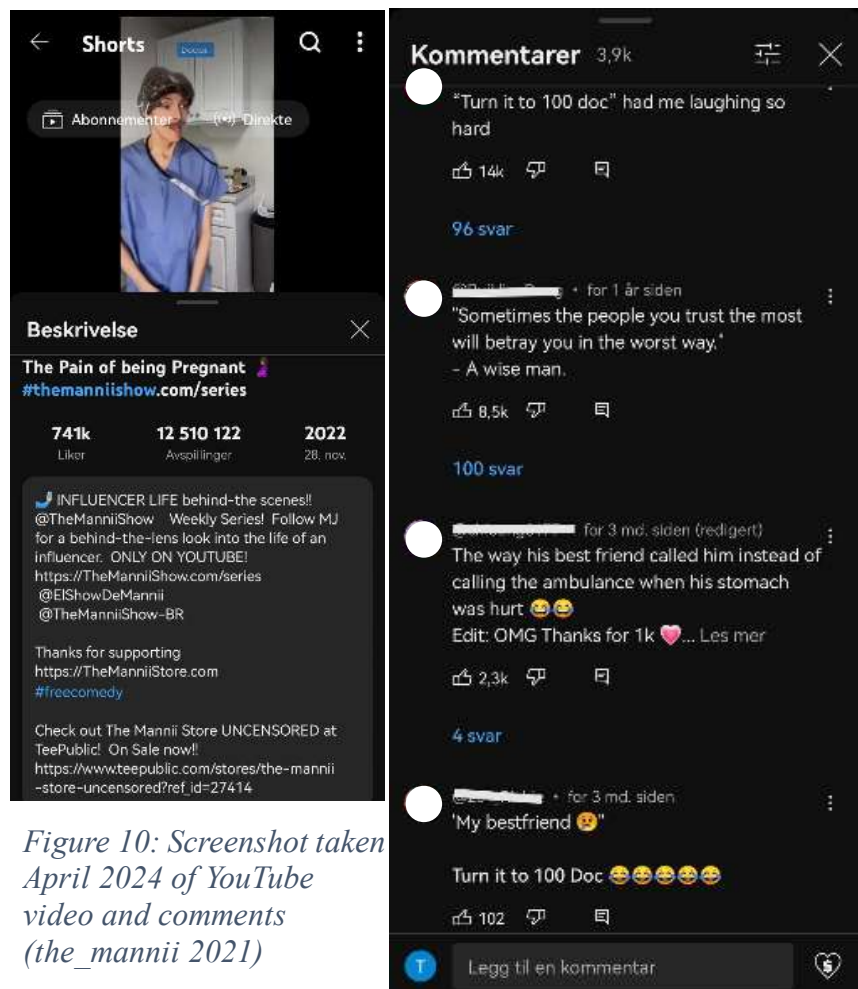 Shorts
Doctor
Abonnementer
Direkte
Beskrivelse
The Pain of being Pregnant
#themanniishow.com/series
741k 12 510 122 2022
Liker Avspillinger 28. nov.
INFLUENCER LIFE behind-the scenes!!
@TheManniiShow Weekly Series! Follow MJ
for a behind-the-lens look into the life of an
influencer. ONLY ON YOUTUBE!
https://TheManniiShow.com/series
@ElShowDeMannii
@TheManniiShow-BR
Thanks for supporting
https://TheManniiStore.com
#freecomedy
Check out The Mannii Store UNCENSORED at
TeePublic! On Sale now!!
https://www.teepublic.com/stores/the-mannii
-store-uncensored?ref_id=27414
Figure 10: Screenshot taken
April 2024 of YouTube
video and comments
(the_mannii 2021)
Kommentarer 3,9k
"Turn it to 100 doc" had me laughing so
hard
14k
96 svar
• for 1 år siden
"Sometimes the people you trust the most
will betray you in the worst way."
- A wise man.
8,5k
100 svar
for 3 md. siden (redigert)
The way his best friend called him instead of
calling the ambulance when his stomach
was hurt 😂😂
Edit: OMG Thanks for 1k 💗... Les mer
2,3k
4 svar
• for 3 md. siden
'My bestfriend 😢"
Turn it to 100 Doc 😂😂😂😂😂
102
T
Legg til en kommentar